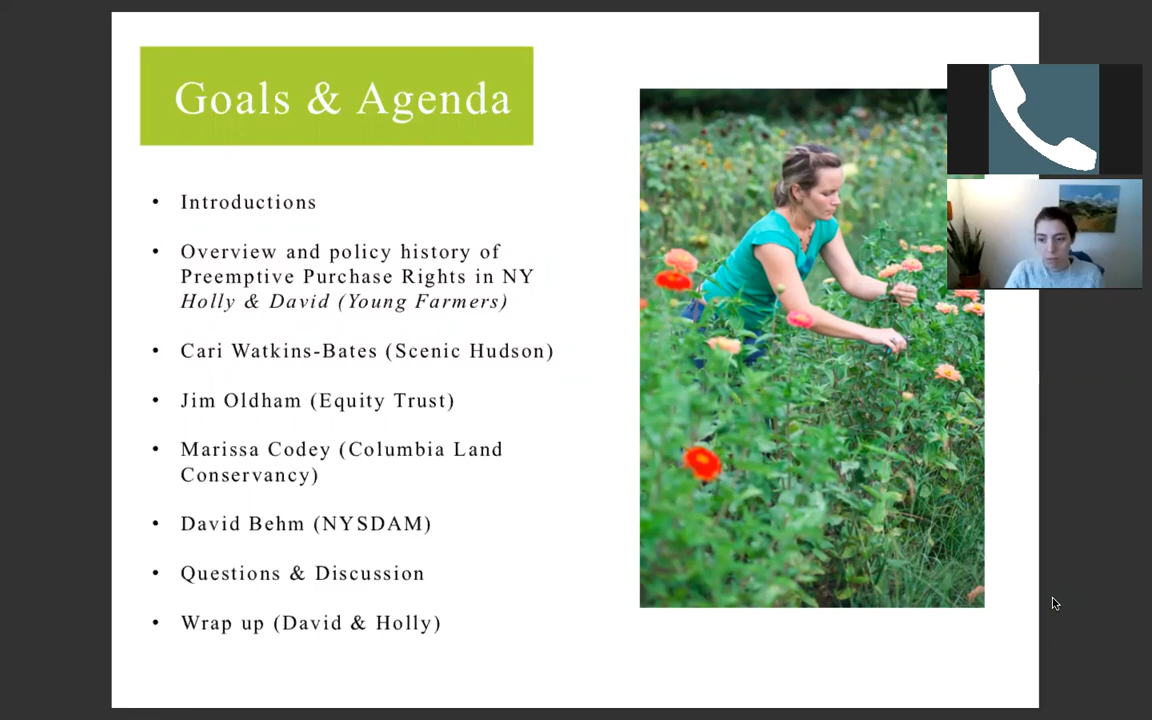 Goals & Agenda
• Introductions
• Overview and policy history of
Preemptive Purchase Rights in NY
Holly & David (Young Farmers)
• Cari Watkins-Bates (Scenic Hudson)
• Jim Oldham (Equity Trust)
• Marissa Codey (Columbia Land
Conservancy)
• David Behm (NYSDAM)
• Questions & Discussion
• Wrap up (David & Holly)